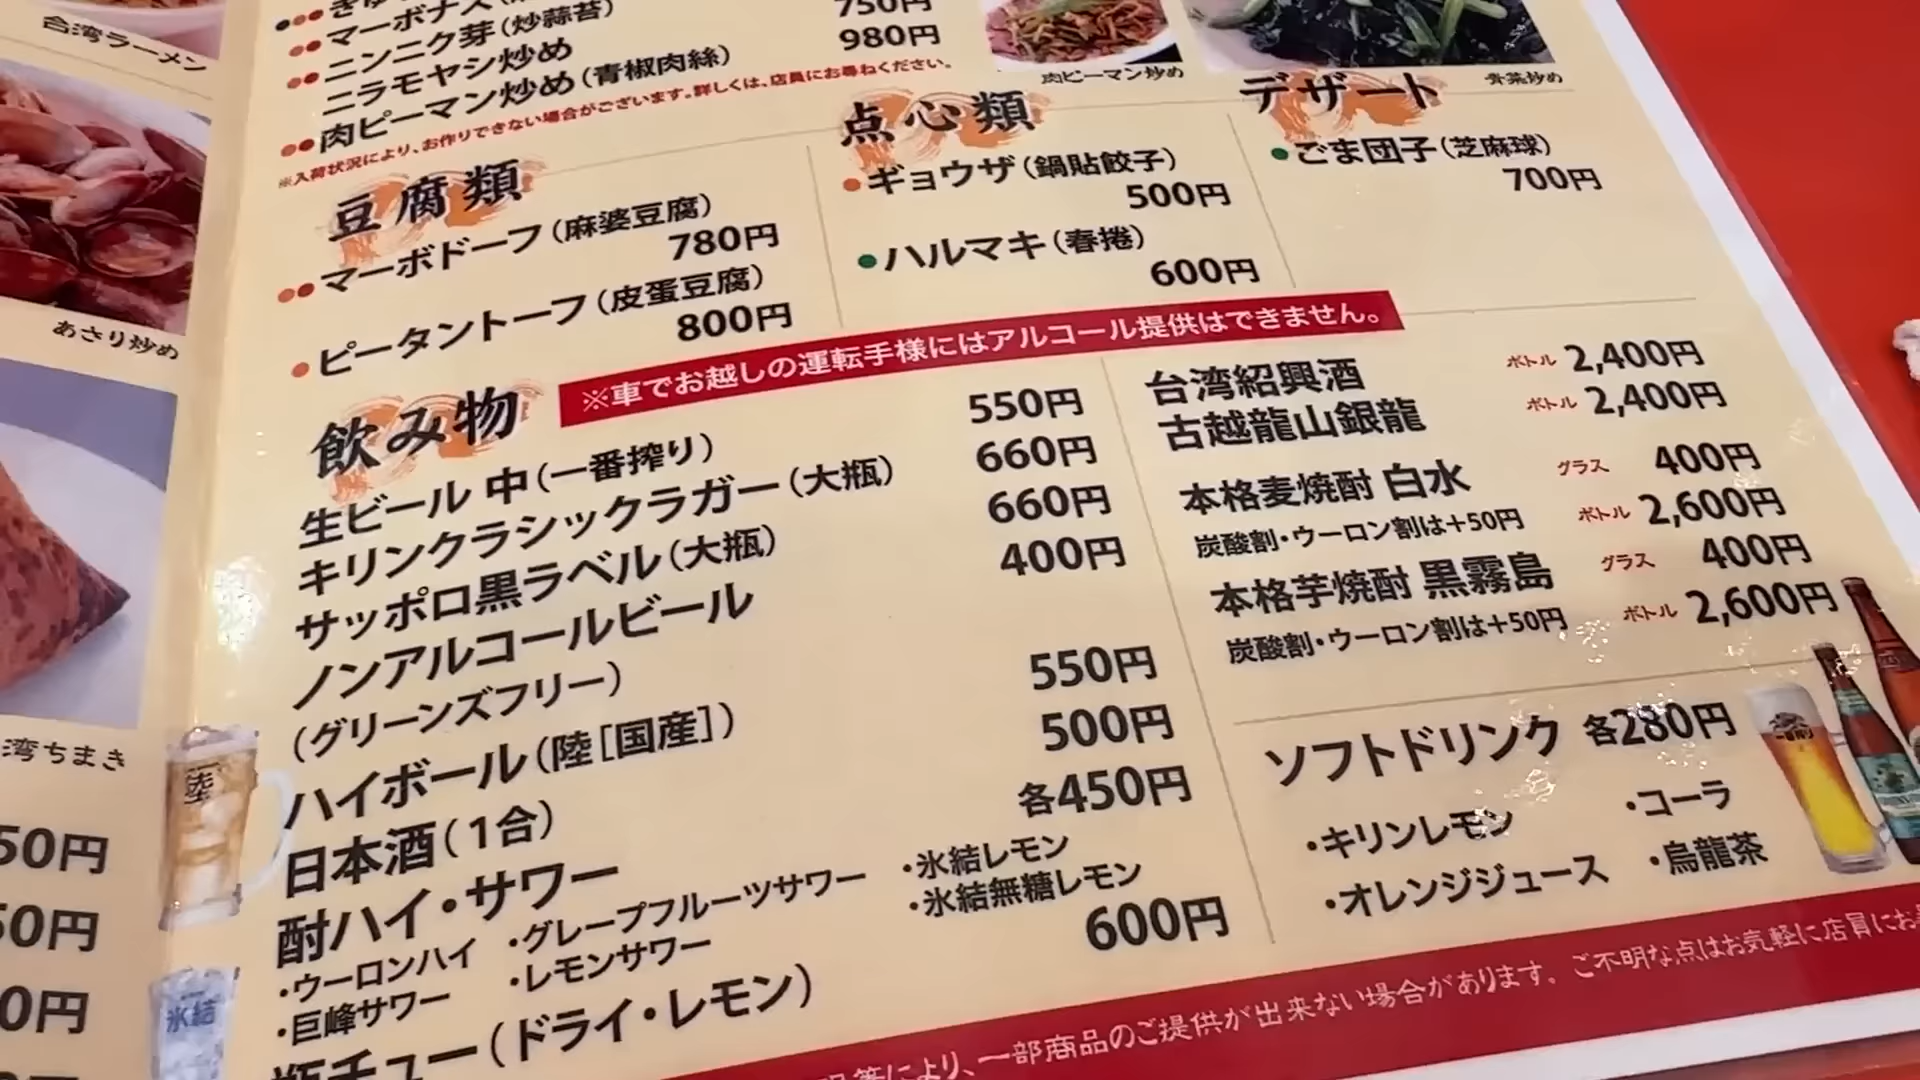 台湾ラーメン
あさり炒め
湾ちまき
50円
50円
0円
マーボナス
750円
ニンニク芽(炒蒜苔)
980円
ニラモヤシ炒め
肉ピーマン炒め(青椒肉絲)
※入荷状況により、お作りできない場合がございます。詳しくは、店員にお尋ねください。
肉ピーマン炒め
青菜炒め
豆腐類
マーボドーフ(麻婆豆腐)
780円
ピータントーフ(皮蛋豆腐)
800円
点心類
ギョウザ(鍋貼餃子)
500円
ハルマキ(春捲)
600円
デザート
ごま団子(芝麻球)
700円
飲み物
※車でお越しの運転手様にはアルコール提供はできません。
生ビール 中(一番搾り) 550円
キリンクラシックラガー(大瓶) 660円
サッポロ黒ラベル(大瓶) 660円
ノンアルコールビール 400円
(グリーンズフリー)
ハイボール(陸[国産]) 550円
日本酒(1合) 500円
酎ハイ・サワー 各450円
・ウーロンハイ ・グレープフルーツサワー ・氷結レモン
・巨峰サワー ・レモンサワー ・氷結無糖レモン
瓶チュー(ドライ・レモン) 600円
台湾紹興酒 ボトル 2,400円
古越龍山銀龍 ボトル 2,400円
本格麦焼酎 白水 グラス 400円
炭酸割・ウーロン割は+50円 ボトル 2,600円
本格芋焼酎 黒霧島 グラス 400円
炭酸割・ウーロン割は+50円 ボトル 2,600円
ソフトドリンク 各280円
・キリンレモン ・コーラ
・オレンジジュース ・烏龍茶
等により、一部商品のご提供が出来ない場合があります。ご不明な点はお気軽に店員にお
陸
氷結